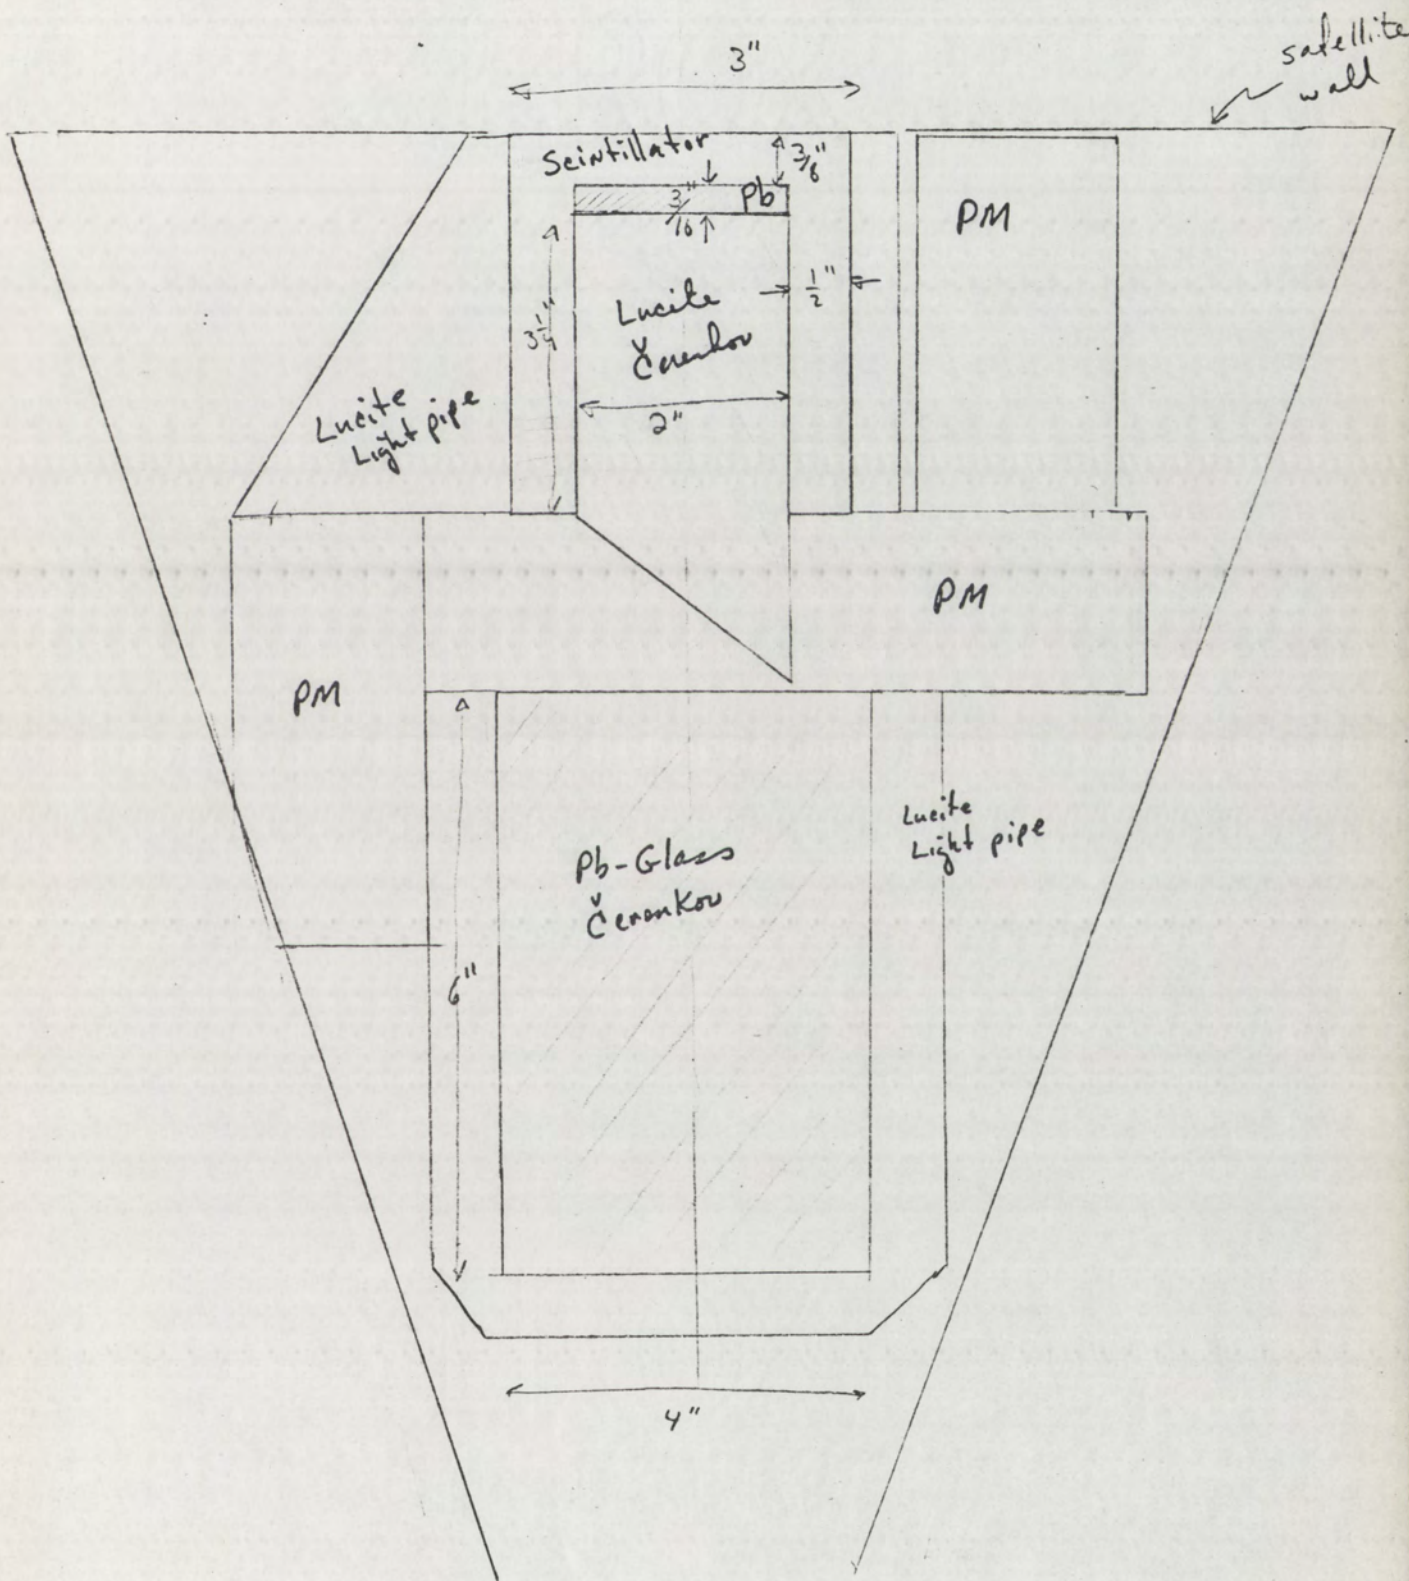 satellite
wall
3"
Scintillator
3/8"
3/16"
Pb
PM
Lucite
Čerenkov
1/2"
3 1/4"
2"
Lucite
Light pipe
PM
PM
Lucite
Light pipe
Pb-Glass
Čerenkov
6"
4"